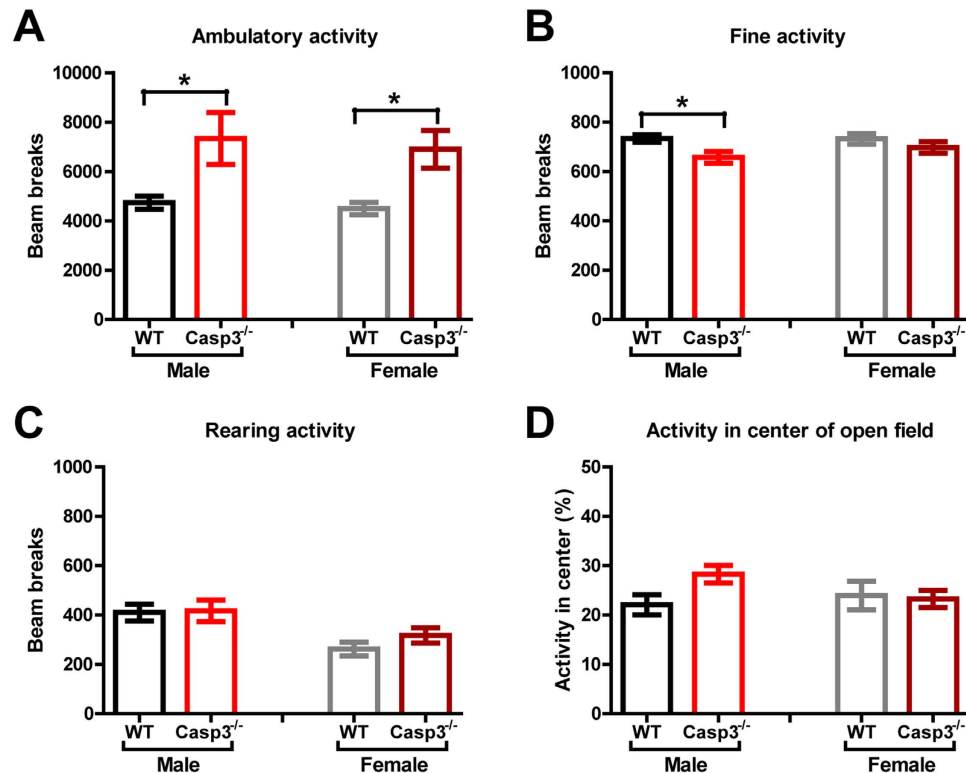 A
Ambulatory activity
Beam breaks
10000
8000
6000
4000
2000
0
*
*
WT Casp3⁻/⁻ WT Casp3⁻/⁻
Male Female
B
Fine activity
Beam breaks
1000
800
600
400
200
0
*
WT Casp3⁻/⁻ WT Casp3⁻/⁻
Male Female
C
Rearing activity
Beam breaks
1000
800
600
400
200
0
WT Casp3⁻/⁻ WT Casp3⁻/⁻
Male Female
D
Activity in center of open field
Activity in center (%)
50
40
30
20
10
0
WT Casp3⁻/⁻ WT Casp3⁻/⁻
Male Female